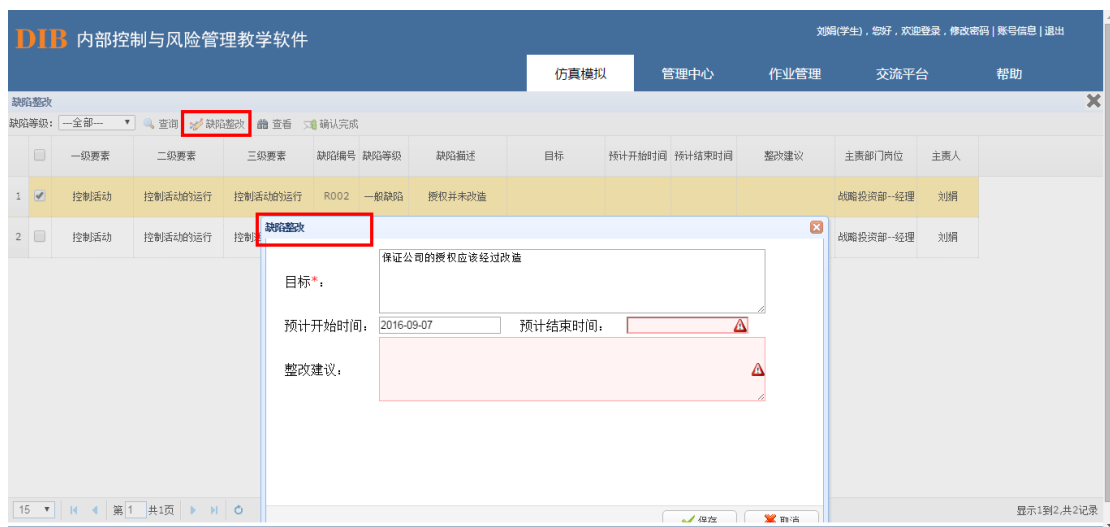 DIB 内部控制与风险管理教学软件
刘娟(学生)，您好，欢迎登录，修改密码 | 账号信息 | 退出
仿真模拟 管理中心 作业管理 交流平台 帮助
缺陷整改
缺陷等级: ---全部--- 查询 缺陷整改 查看 确认完成
一级要素 二级要素 三级要素 缺陷编号 缺陷等级 缺陷描述 目标 预计开始时间 预计结束时间 整改建议 主责部门岗位 主责人
1 控制活动 控制活动的运行 控制活动的运行 R002 一般缺陷 授权并未改造 战略投资部--经理 刘娟
2 控制活动 控制活动的运行 战略投资部--经理 刘娟
缺陷整改
保证公司的授权应该经过改造
目标*：
预计开始时间： 2016-09-07 预计结束时间：
整改建议：
保存 取消
15 第 1 共1页 显示1到2,共2记录